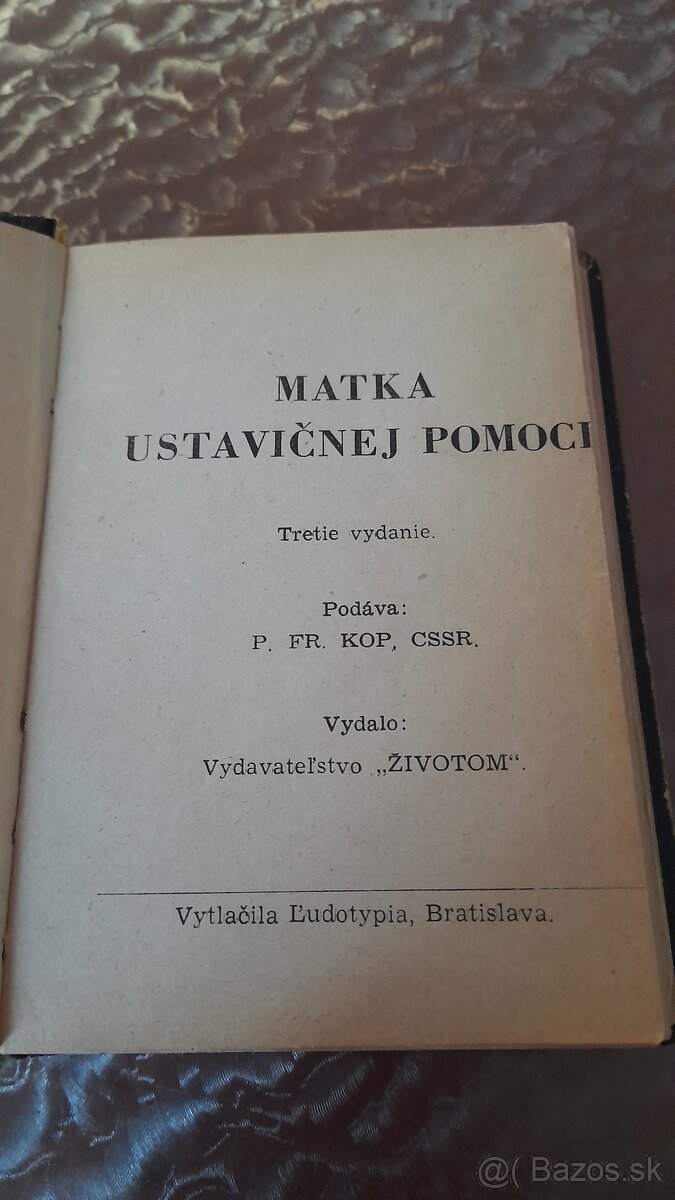 MATKA
USTAVIČNEJ POMOCI
Tretie vydanie.
Podáva:
P. FR. KOP, CSSR.
Vydalo:
Vydavateľstvo „ŽIVOTOM“.
Vytlačila Ľudotypia, Bratislava.
@( Bazos.sk